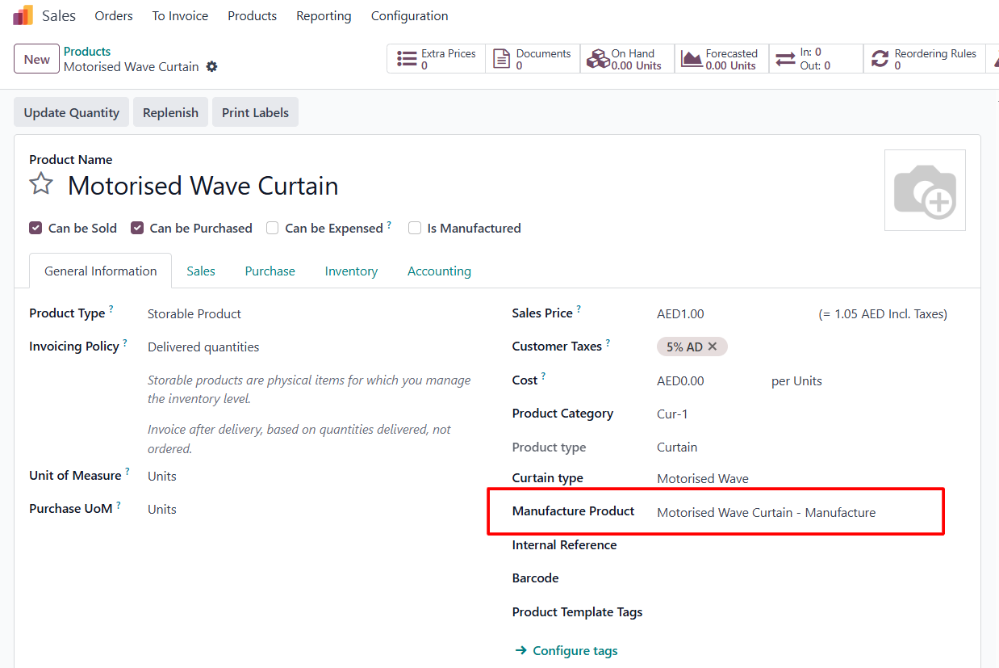 Sales Orders To Invoice Products Reporting Configuration
New
Products
Motorised Wave Curtain
Extra Prices
0
Documents
0
On Hand
0.00 Units
Forecasted
0.00 Units
In: 0
Out: 0
Reordering Rules
0
Update Quantity Replenish Print Labels
Product Name
Motorised Wave Curtain
Can be Sold Can be Purchased Can be Expensed ? Is Manufactured
General Information Sales Purchase Inventory Accounting
Product Type ? Storable Product
Invoicing Policy ? Delivered quantities
Storable products are physical items for which you manage
the inventory level.
Invoice after delivery, based on quantities delivered, not
ordered.
Unit of Measure ? Units
Purchase UoM ? Units
Sales Price ? AED1.00 (= 1.05 AED Incl. Taxes)
Customer Taxes ? 5% AD
Cost ? AED0.00 per Units
Product Category Cur-1
Product type Curtain
Curtain type Motorised Wave
Manufacture Product Motorised Wave Curtain - Manufacture
Internal Reference
Barcode
Product Template Tags
Configure tags